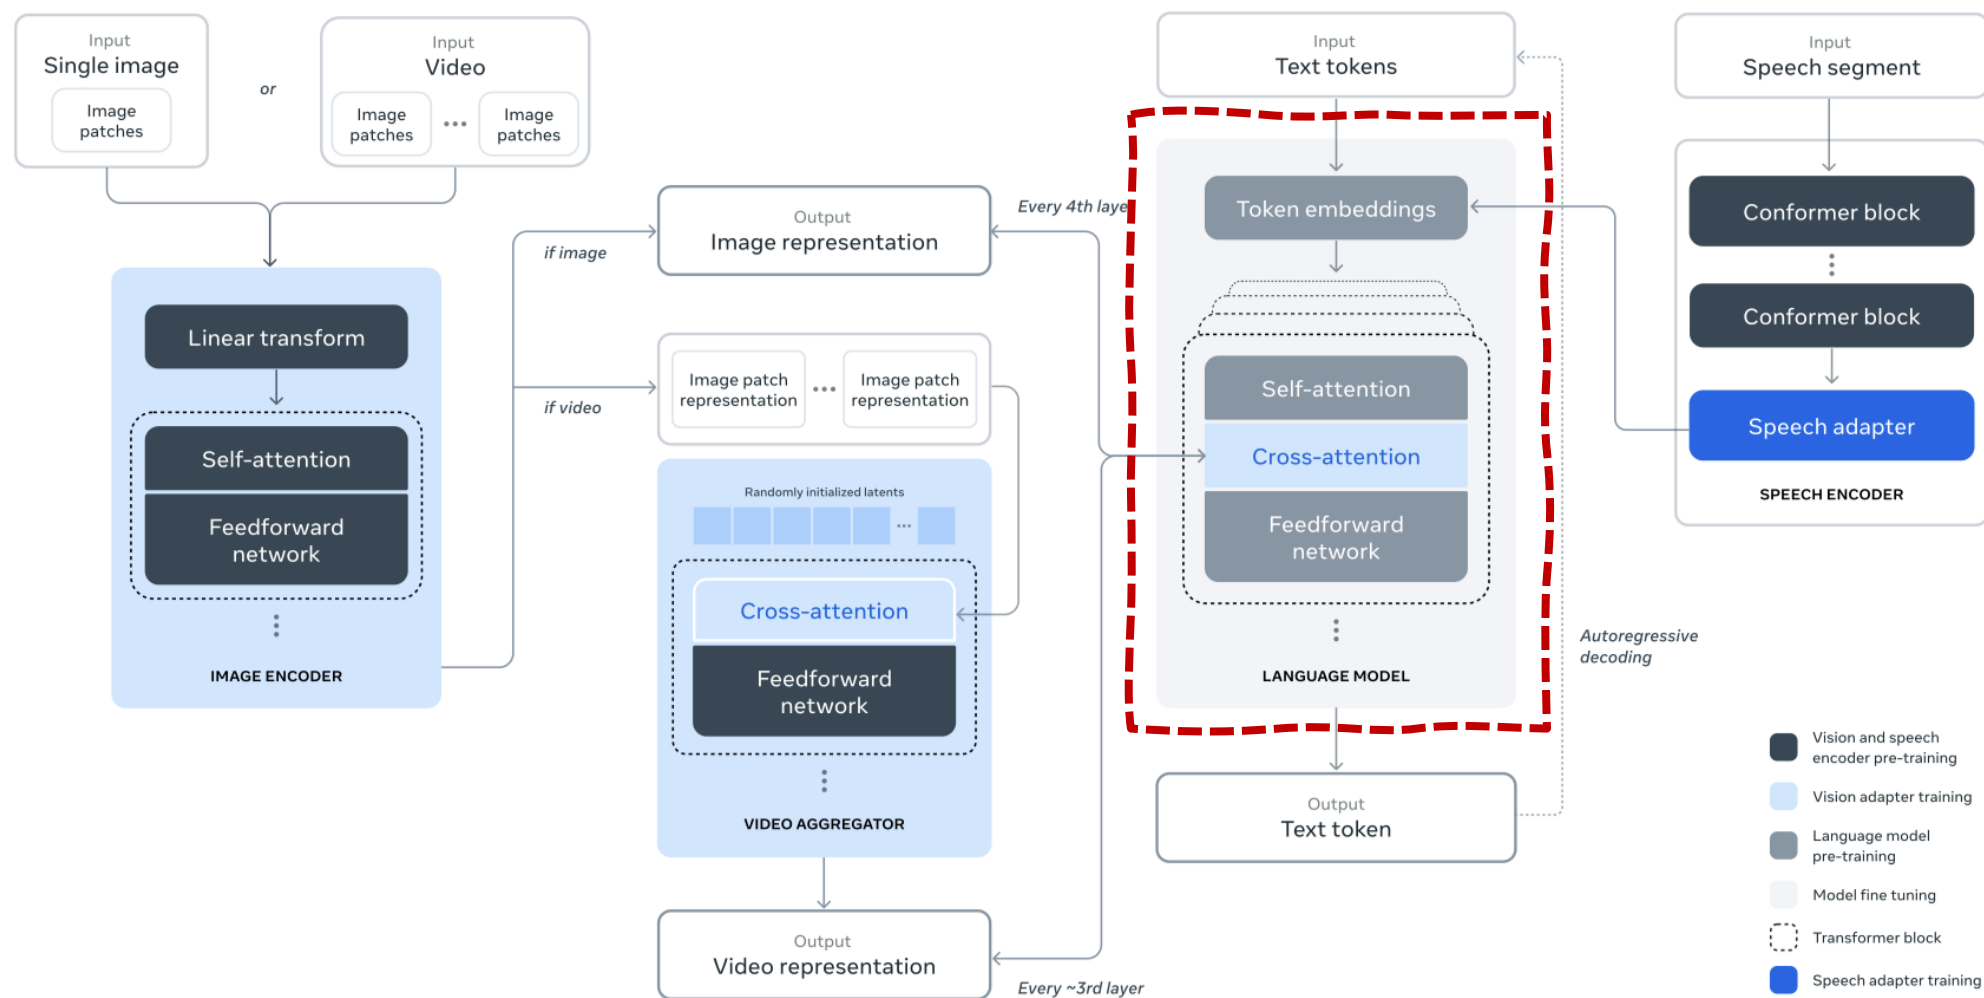 Input
Single image
Image
patches
or
Input
Video
Image
patches
...
Image
patches
Linear transform
Self-attention
Feedforward
network
IMAGE ENCODER
if image
if video
Output
Image representation
Image patch
representation
...
Image patch
representation
Randomly initialized latents
...
Cross-attention
Feedforward
network
VIDEO AGGREGATOR
Output
Video representation
Every 4th laye
Every ~3rd layer
Input
Text tokens
Token embeddings
Self-attention
Cross-attention
Feedforward
network
LANGUAGE MODEL
Output
Text token
Autoregressive
decoding
Input
Speech segment
Conformer block
Conformer block
Speech adapter
SPEECH ENCODER
Vision and speech
encoder pre-training
Vision adapter training
Language model
pre-training
Model fine tuning
Transformer block
Speech adapter training